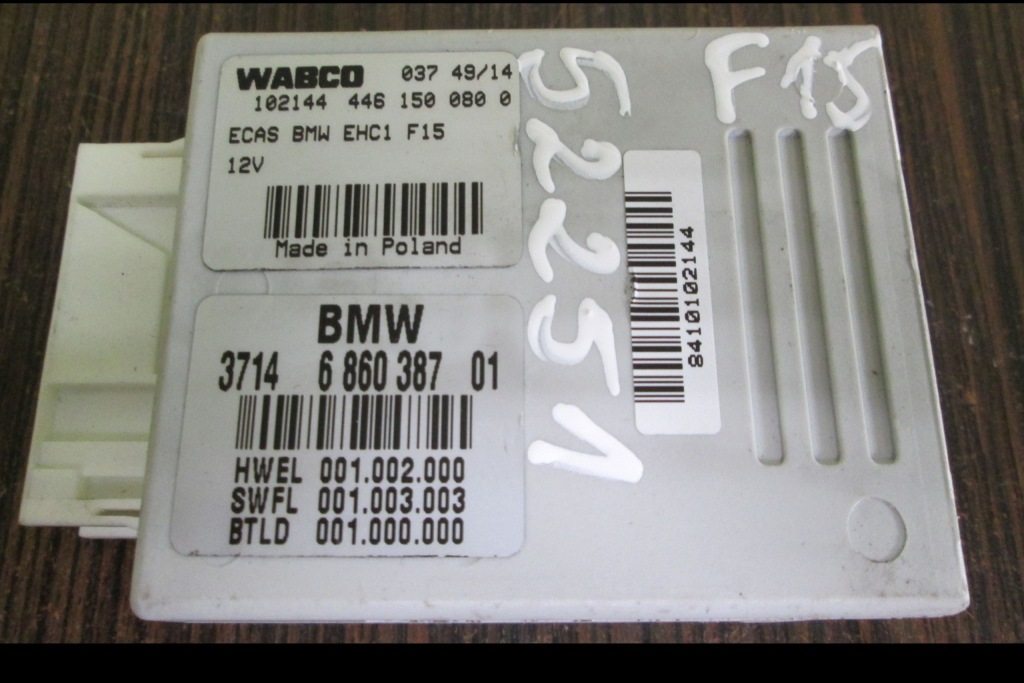 WABCO 037 49/14
102144 446 150 080 0
ECAS BMW EHC1 F15
12V
Made in Poland
BMW
3714 6 860 387 01
HWEL 001.002.000
SWFL 001.003.003
BTLD 001.000.000
52251
8410102144
F15